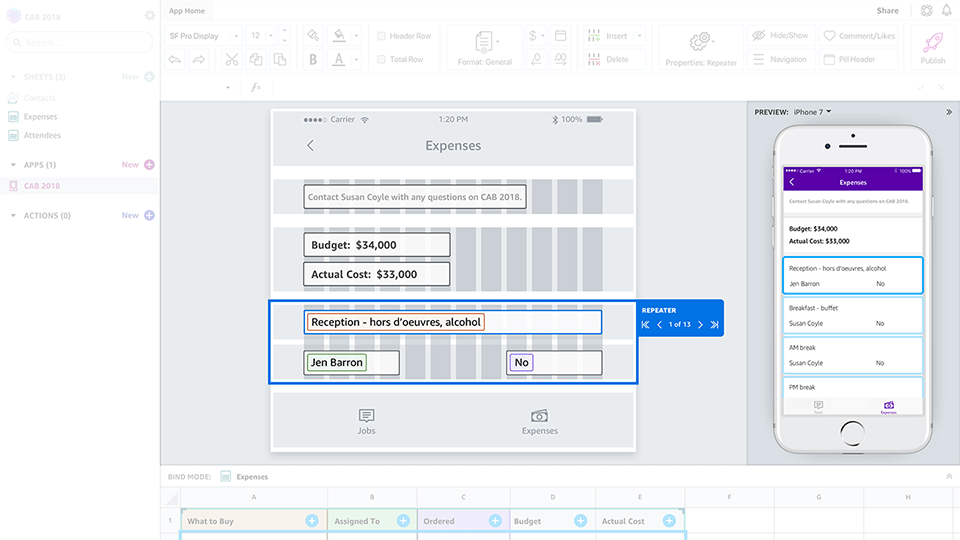 CAB 2018
App Home
Share
Search ...
SF Pro Display
12
Header Row
Total Row
B
A
Format: General
$
Insert
Delete
Properties: Repeater
Hide/Show
Navigation
Comment/Likes
Pill Header
Publish
fx
SHEETS (3)
New
Contacts
Expenses
Attendees
APPS (1)
New
CAB 2018
ACTIONS (0)
New
Carrier
1:20 PM
100%
Expenses
Contact Susan Coyle with any questions on CAB 2018.
Budget: $34,000
Actual Cost: $33,000
Reception - hors d’oeuvres, alcohol
Jen Barron
No
REPEATER
1 of 13
Jobs
Expenses
PREVIEW: iPhone 7
Carrier
1:20 PM
100%
Expenses
Contact Susan Coyle with any questions on CAB 2018.
Budget: $34,000
Actual Cost: $33,000
Reception - hors d’oeuvres, alcohol
Jen Barron No
Breakfast - buffet
Susan Coyle No
AM break
Susan Coyle No
PM break
Expenses
BIND MODE: Expenses
A B C D E F G H
1 What to Buy Assigned To Ordered Budget Actual Cost